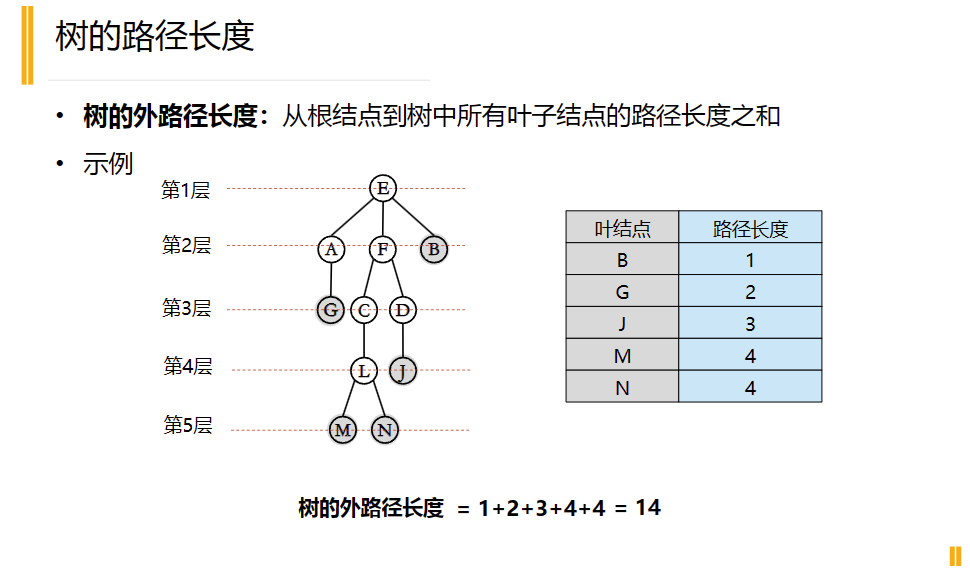 树的路径长度
• 树的外路径长度：从根结点到树中所有叶子结点的路径长度之和
• 示例
第1层 E
第2层 A F B
第3层 G C D
第4层 L J
第5层 M N
叶结点 路径长度
B 1
G 2
J 3
M 4
N 4
树的外路径长度 = 1+2+3+4+4 = 14